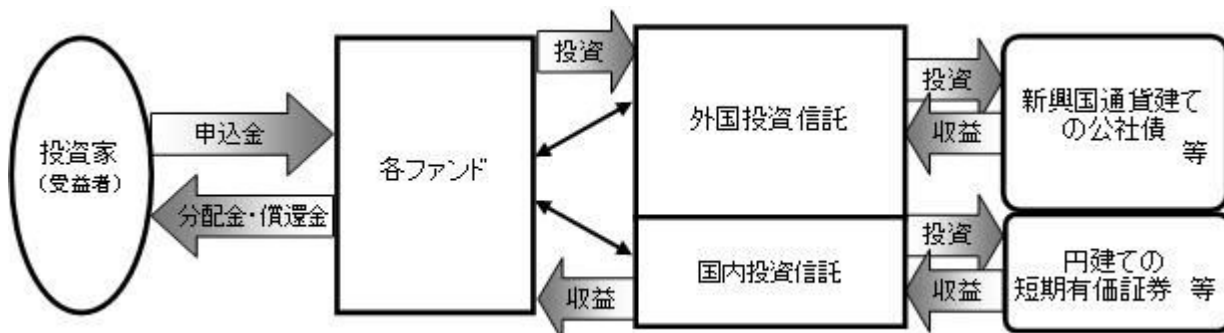 投資家
（受益者）
申込金
分配金・償還金
各ファンド
投資
収益
外国投資信託
国内投資信託
投資
収益
新興国通貨建て
の公社債
等
投資
収益
円建ての
短期有価証券 等